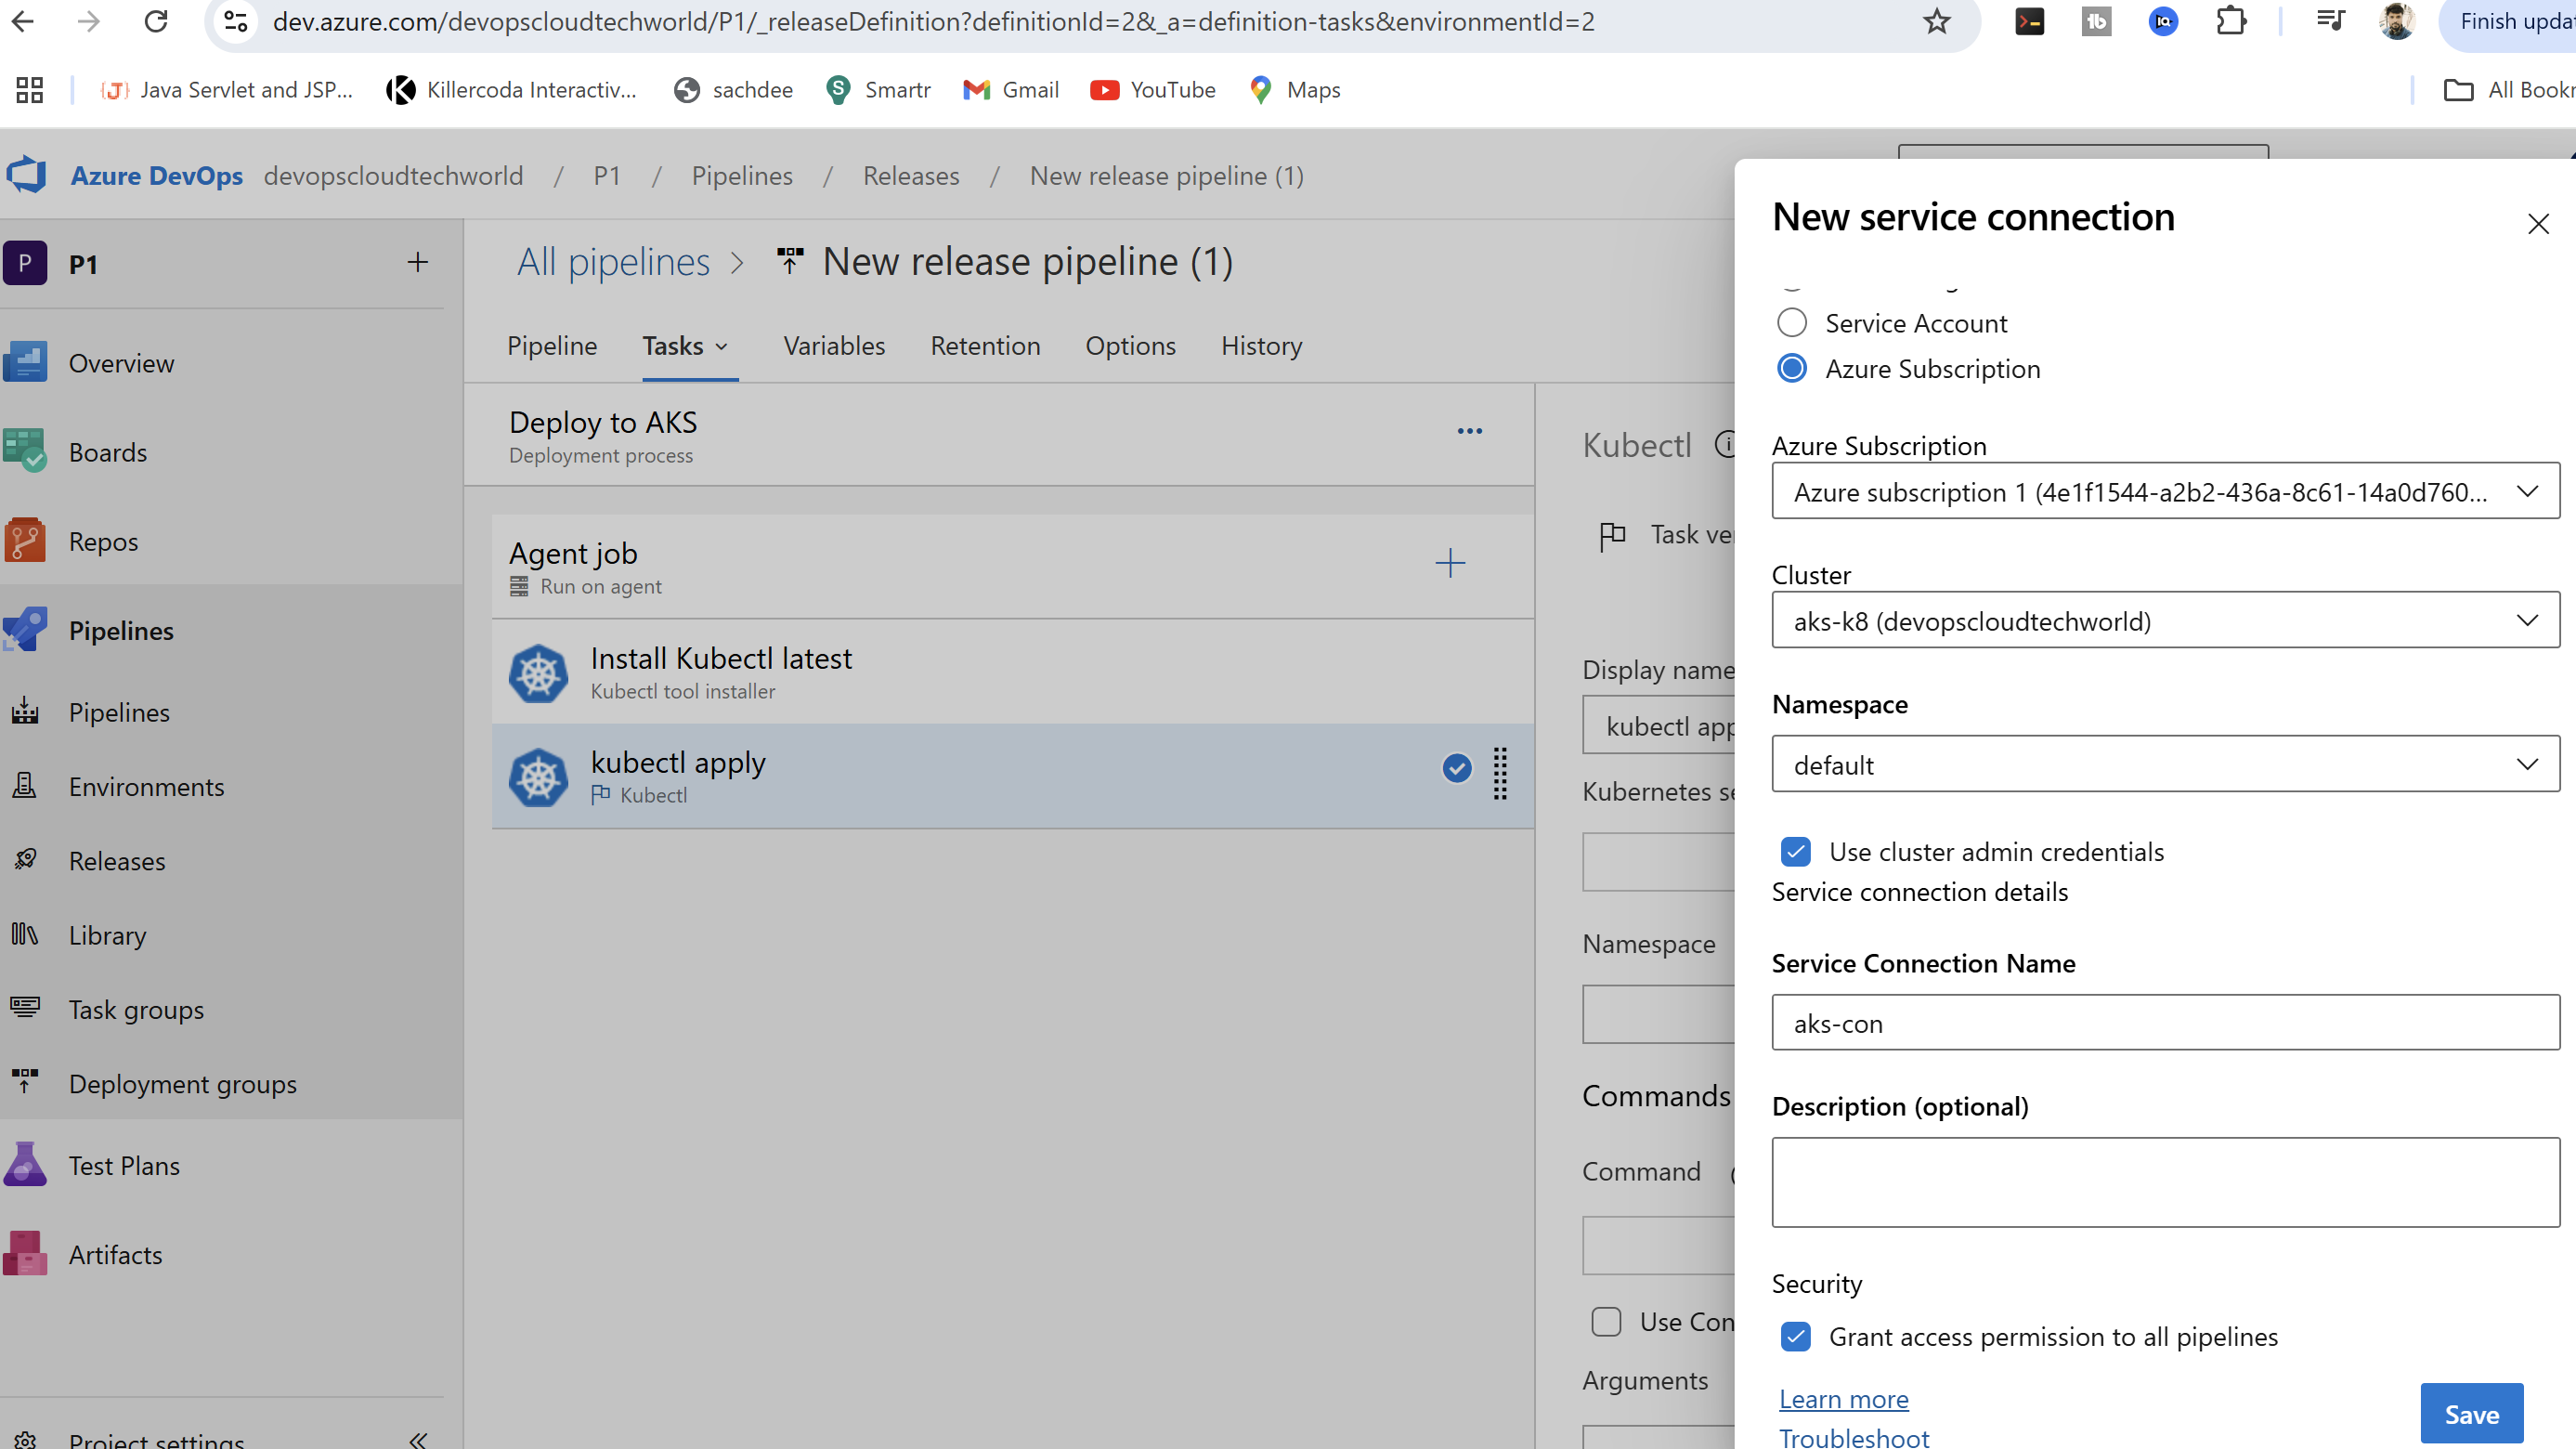 dev.azure.com/devopscloudtechworld/P1/_releaseDefinition?definitionId=2&_a=definition-tasks&environmentId=2
Finish upda
Java Servlet and JSP...
Killercoda Interactiv...
sachdee
Smartr
Gmail
YouTube
Maps
All Bookr
Azure DevOps devopscloudtechworld / P1 / Pipelines / Releases / New release pipeline (1)
P P1
Overview
Boards
Repos
Pipelines
Pipelines
Environments
Releases
Library
Task groups
Deployment groups
Test Plans
Artifacts
Project settings
All pipelines > New release pipeline (1)
Pipeline Tasks Variables Retention Options History
Deploy to AKS
Deployment process
Agent job
Run on agent
Install Kubectl latest
Kubectl tool installer
kubectl apply
Kubectl
Kubectl
Task ve
Display name
kubectl app
Kubernetes se
Namespace
Commands
Command
Use Con
Arguments
New service connection
Service Account
Azure Subscription
Azure Subscription
Azure subscription 1 (4e1f1544-a2b2-436a-8c61-14a0d760...
Cluster
aks-k8 (devopscloudtechworld)
Namespace
default
Use cluster admin credentials
Service connection details
Service Connection Name
aks-con
Description (optional)
Security
Grant access permission to all pipelines
Learn more
Save
Troubleshoot